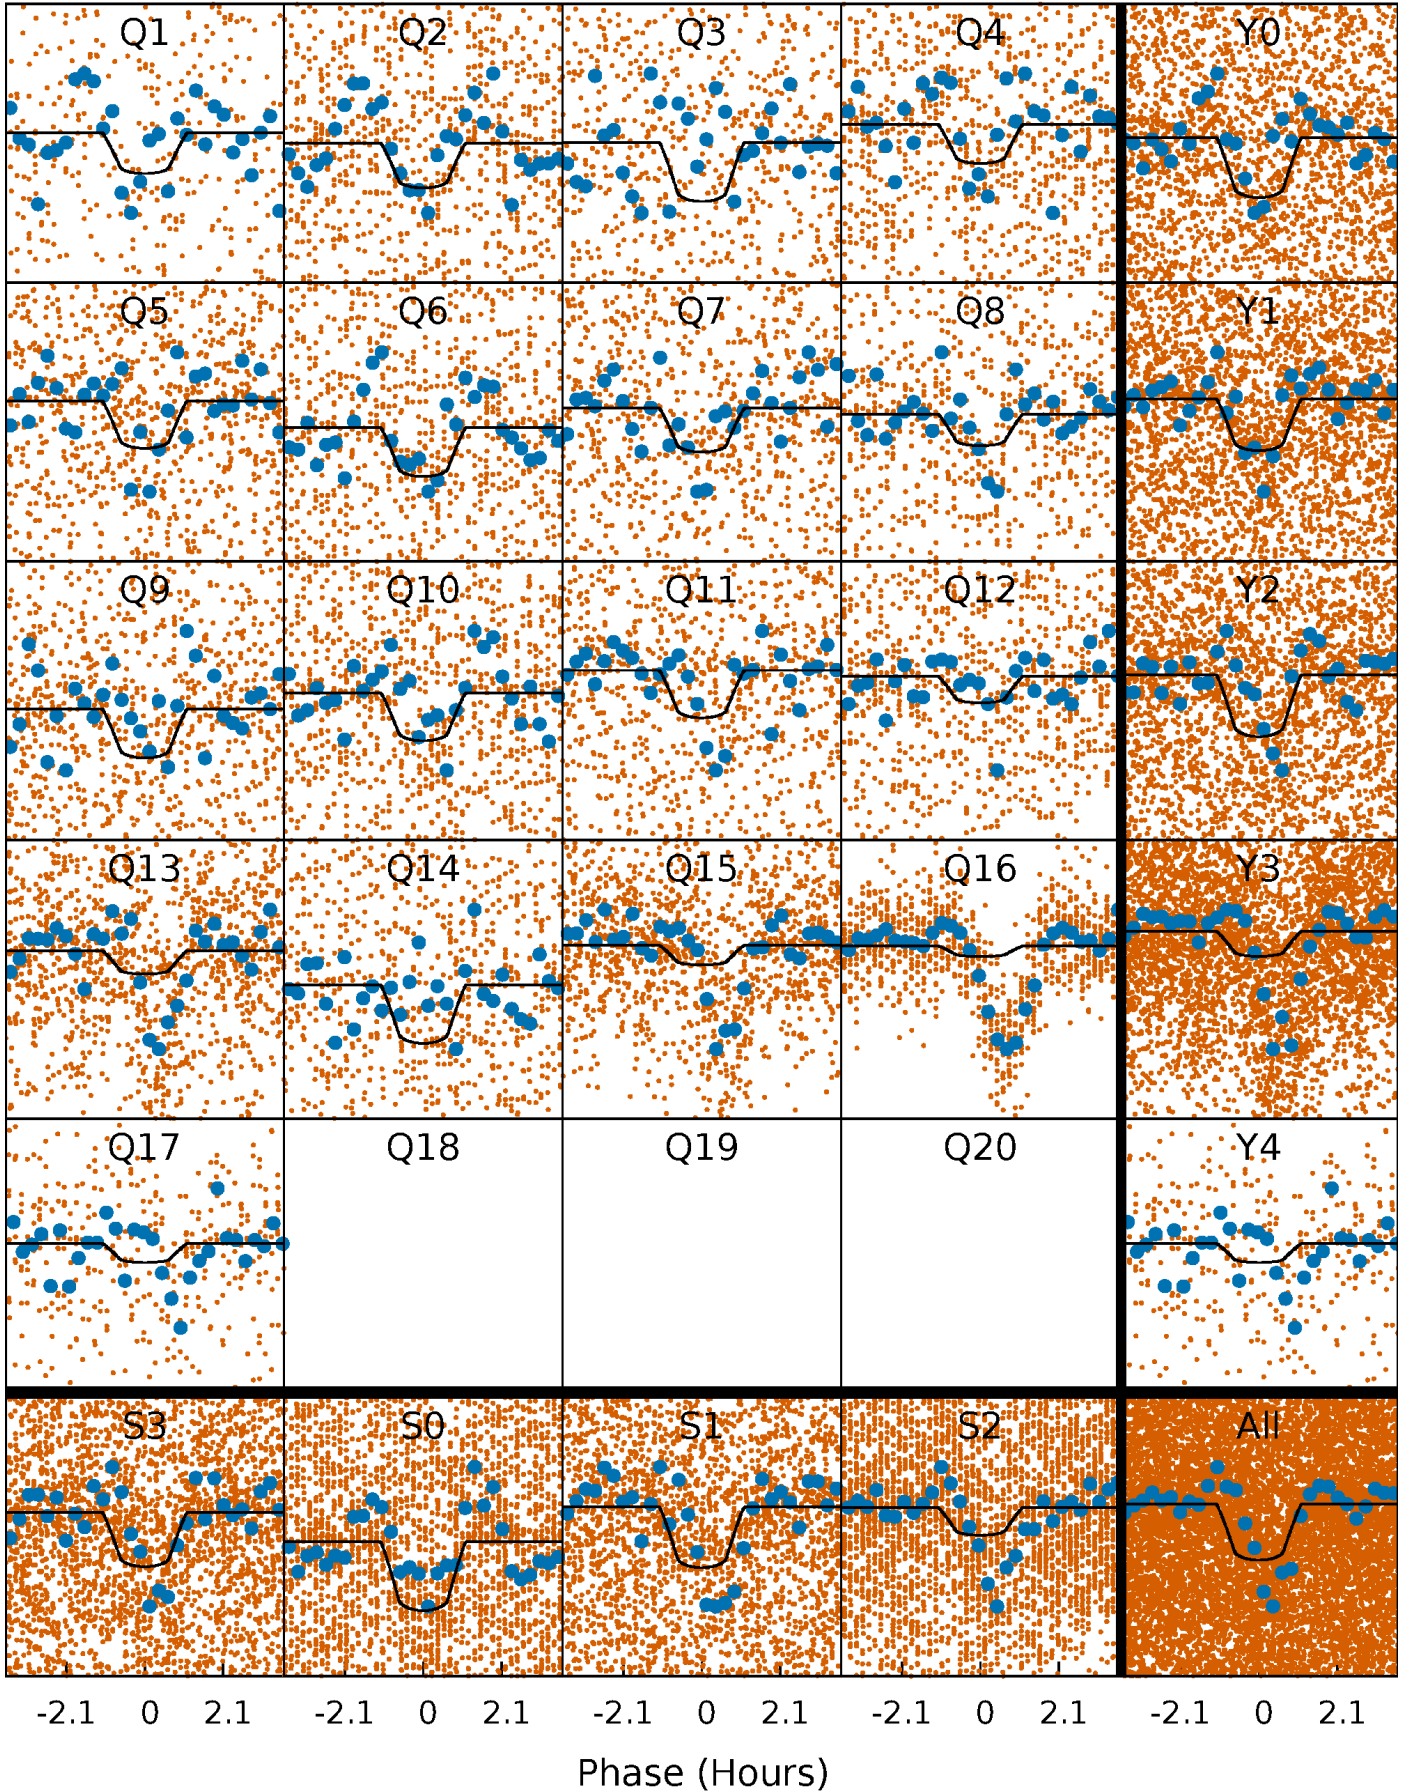 Q1 Q2 Q3 Q4 Y0
Q5 Q6 Q7 Q8 Y1
Q9 Q10 Q11 Q12 Y2
Q13 Q14 Q15 Q16 Y3
Q17 Q18 Q19 Q20 Y4
S3 S0 S1 S2 All
-2.1 0 2.1 -2.1 0 2.1 -2.1 0 2.1 -2.1 0 2.1 -2.1 0 2.1
Phase (Hours)